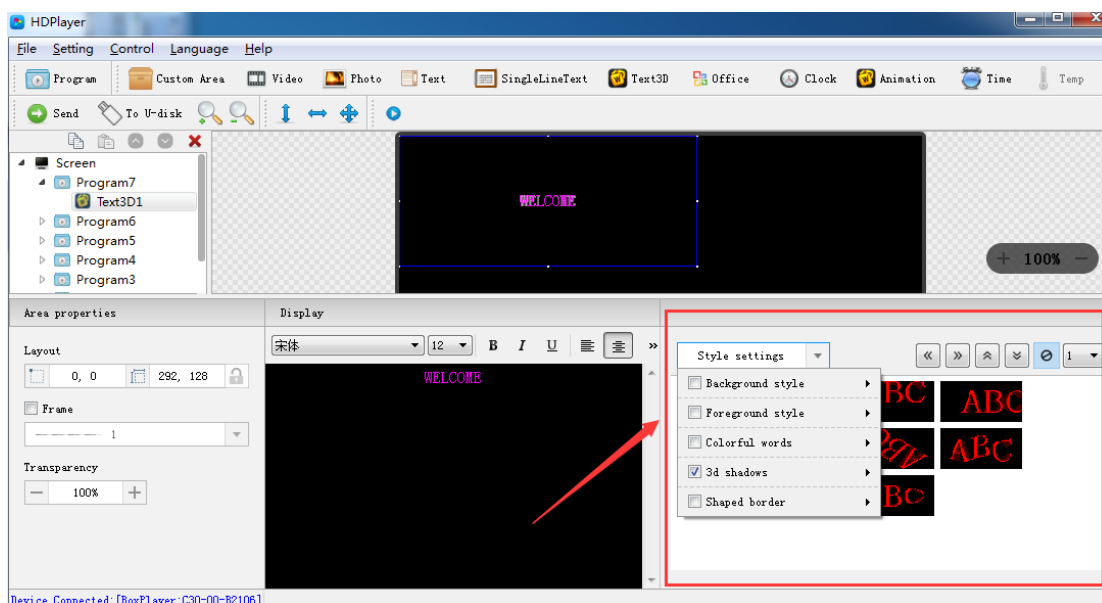 HDPlayer
File Setting Control Language Help
Program Custom Area Video Photo Text SingleLineText Text3D Office Clock Animation Time Temp
Send To U-disk
Screen
Program7
Text3D1
Program6
Program5
Program4
Program3
WELCOME
+ 100% −
Area properties
Display
Layout
0, 0 292, 128
Frame
1
Transparency
— 100% +
宋体 12 B I U »
WELCOME
Style settings
1
Background style
Foreground style
Colorful words
3d shadows
Shaped border
BC ABC
ABC
BC
Device Connected:[BoxPlayer:C30-00-B2106]